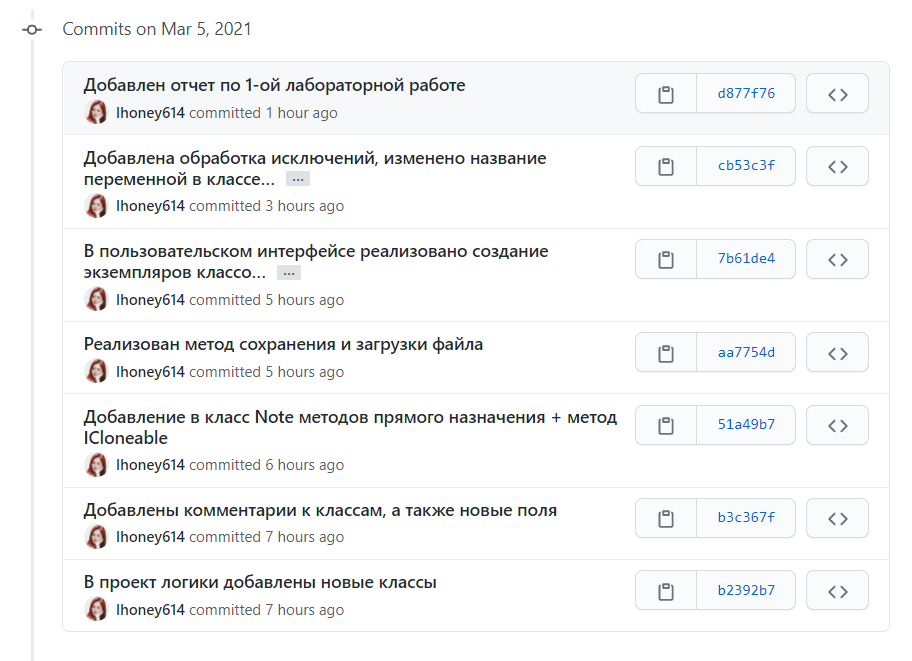 Commits on Mar 5, 2021
Добавлен отчет по 1-ой лабораторной работе
d877f76
lhoney614 committed 1 hour ago
Добавлена обработка исключений, изменено название
переменной в классе... ...
cb53c3f
lhoney614 committed 3 hours ago
В пользовательском интерфейсе реализовано создание
экземпляров классо... ...
7b61de4
lhoney614 committed 5 hours ago
Реализован метод сохранения и загрузки файла
aa7754d
lhoney614 committed 5 hours ago
Добавление в класс Note методов прямого назначения + метод
ICloneable
51a49b7
lhoney614 committed 6 hours ago
Добавлены комментарии к классам, а также новые поля
b3c367f
lhoney614 committed 7 hours ago
В проект логики добавлены новые классы
b2392b7
lhoney614 committed 7 hours ago